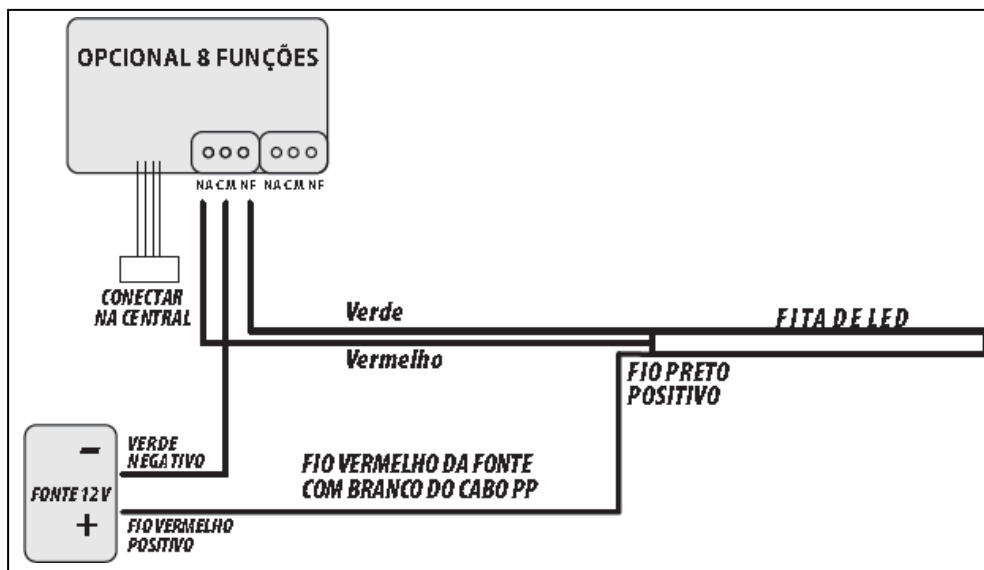 OPCIONAL 8 FUNÇÕES
NA CM NF NA CM NF
CONECTAR
NA CENTRAL
Verde
Vermelho
FITA DE LED
FIO PRETO
POSITIVO
-
VERDE
NEGATIVO
FONTE 12V
+
FIO VERMELHO
POSITIVO
FIO VERMELHO DA FONTE
COM BRANCO DO CABO PP